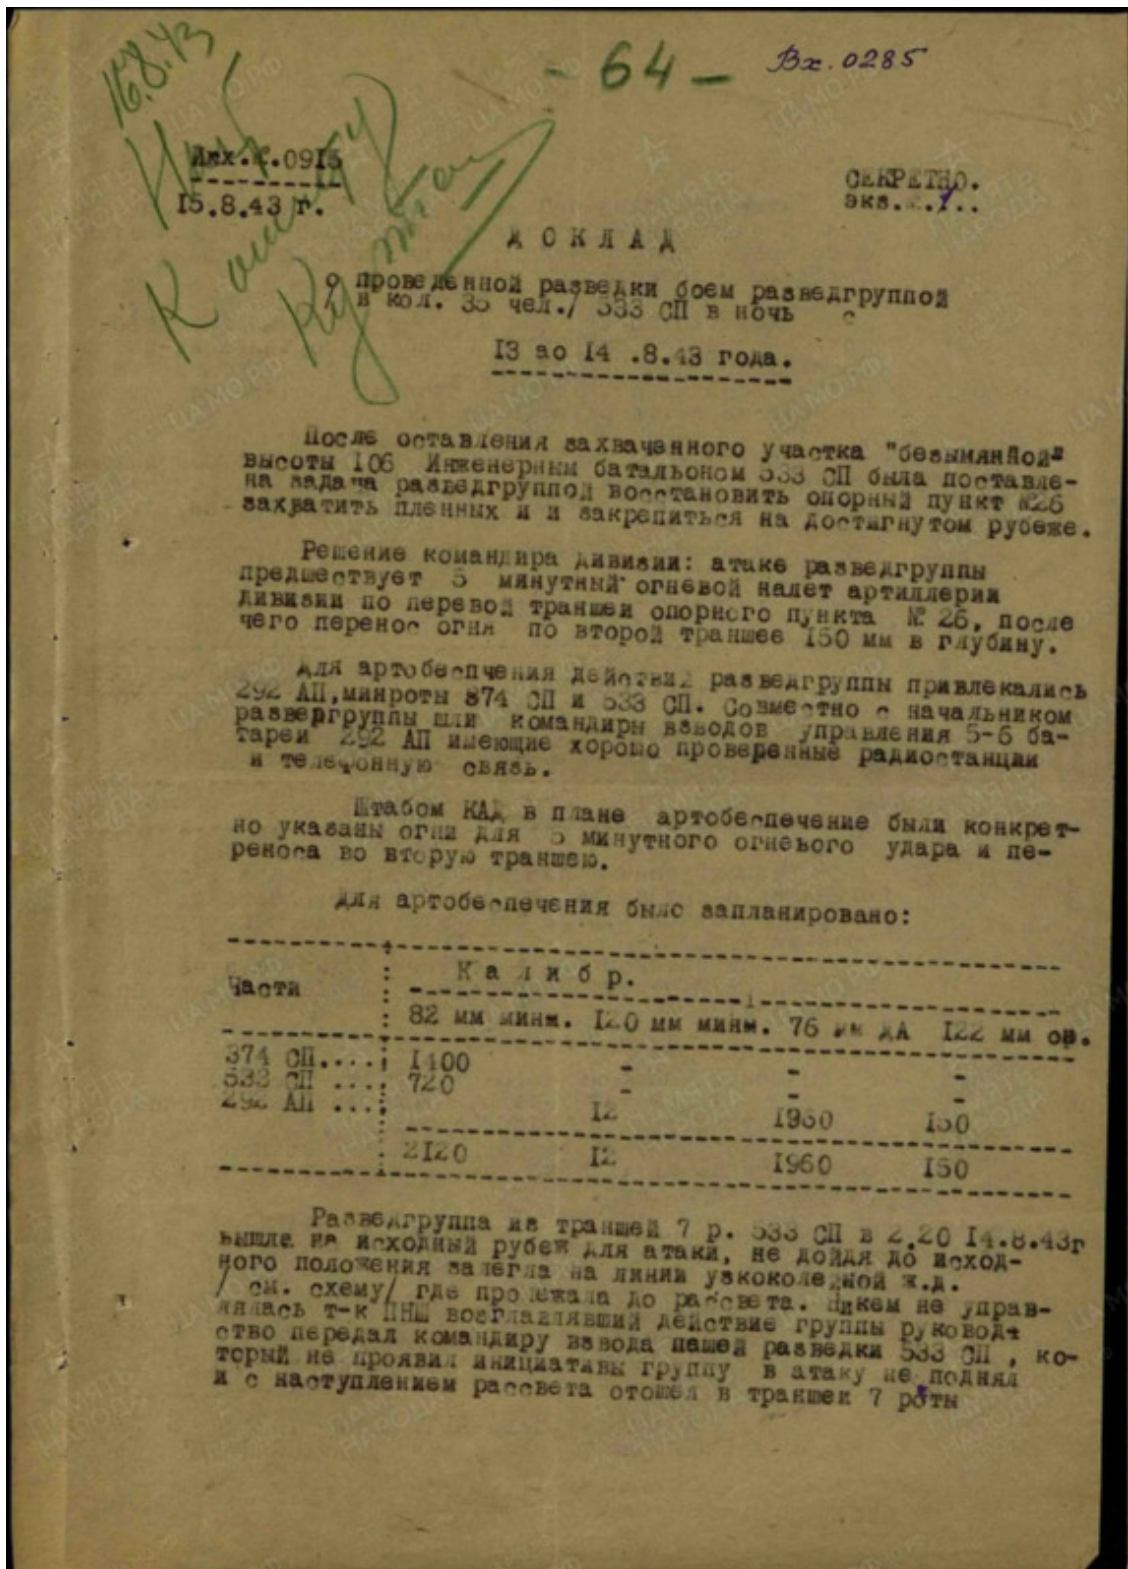 16.8.43
- 64 -
Вх. 0285
Исх.№.0915
15.8.43 г.
СЕКРЕТНО.
экз.№.1..
ДОКЛАД
о проведенной разведки боем разведгруппой
/ в кол. 35 чел./ 533 СП в ночь с
13 ао 14 .8.43 года.
После оставления захваченного участка "безымянной"
высоты 106 Инженерным батальоном 533 СП была поставле-
на задача разведгруппой восстановить опорный пункт №26
захватить пленных и и закрепиться на достигнутом рубеже.
Решение командира дивизии: атаке разведгруппы
предшествует 5 минутный огневой налет артиллерии
дивизии по перевой траншеи опорного пункта № 26, после
чего перенос огня по второй траншее 150 мм в глубину.
Для артобеспчения действий разведгруппы привлекались
292 АП,минроты 374 СП и 533 СП. Совместно с начальником
развергруппы шли командиры взводов управления 5-6 ба-
тареи 292 АП имеющие хорошо проверенные радиостанции
и телефонную связь.
Штабом КАД в плане артобеспечение были конкрет-
но указаны огни для 5 минутного огневого удара и пе-
реноса во вторую траншею.
Для артобеспечения было запланировано:
Калибр.
Части
82 мм минм. 120 мм минм. 76 мм ДА 122 мм ор.
374 СП....: 1400 - - -
533 СП ....: 720 - - -
292 АП ...: 12 1960 150
2120 12 1960 150
Разведгруппа из траншей 7 р. 533 СП в 2.20 14.8.43г
вышла на исходный рубеж для атаки, не дойдя до исход-
ного положения залегла на линии узкоколейной ж.д.
/ см. схему/ где пролежала до рассвета. Никем не управ-
лялась т-к ПНШ возглавлявший действие группы руковод-
ство передал командиру взвода пешей разведки 533 СП , ко-
торый не проявил инициативы группу в атаку не поднял
и с наступлением рассвета отошел в траншеи 7 роты